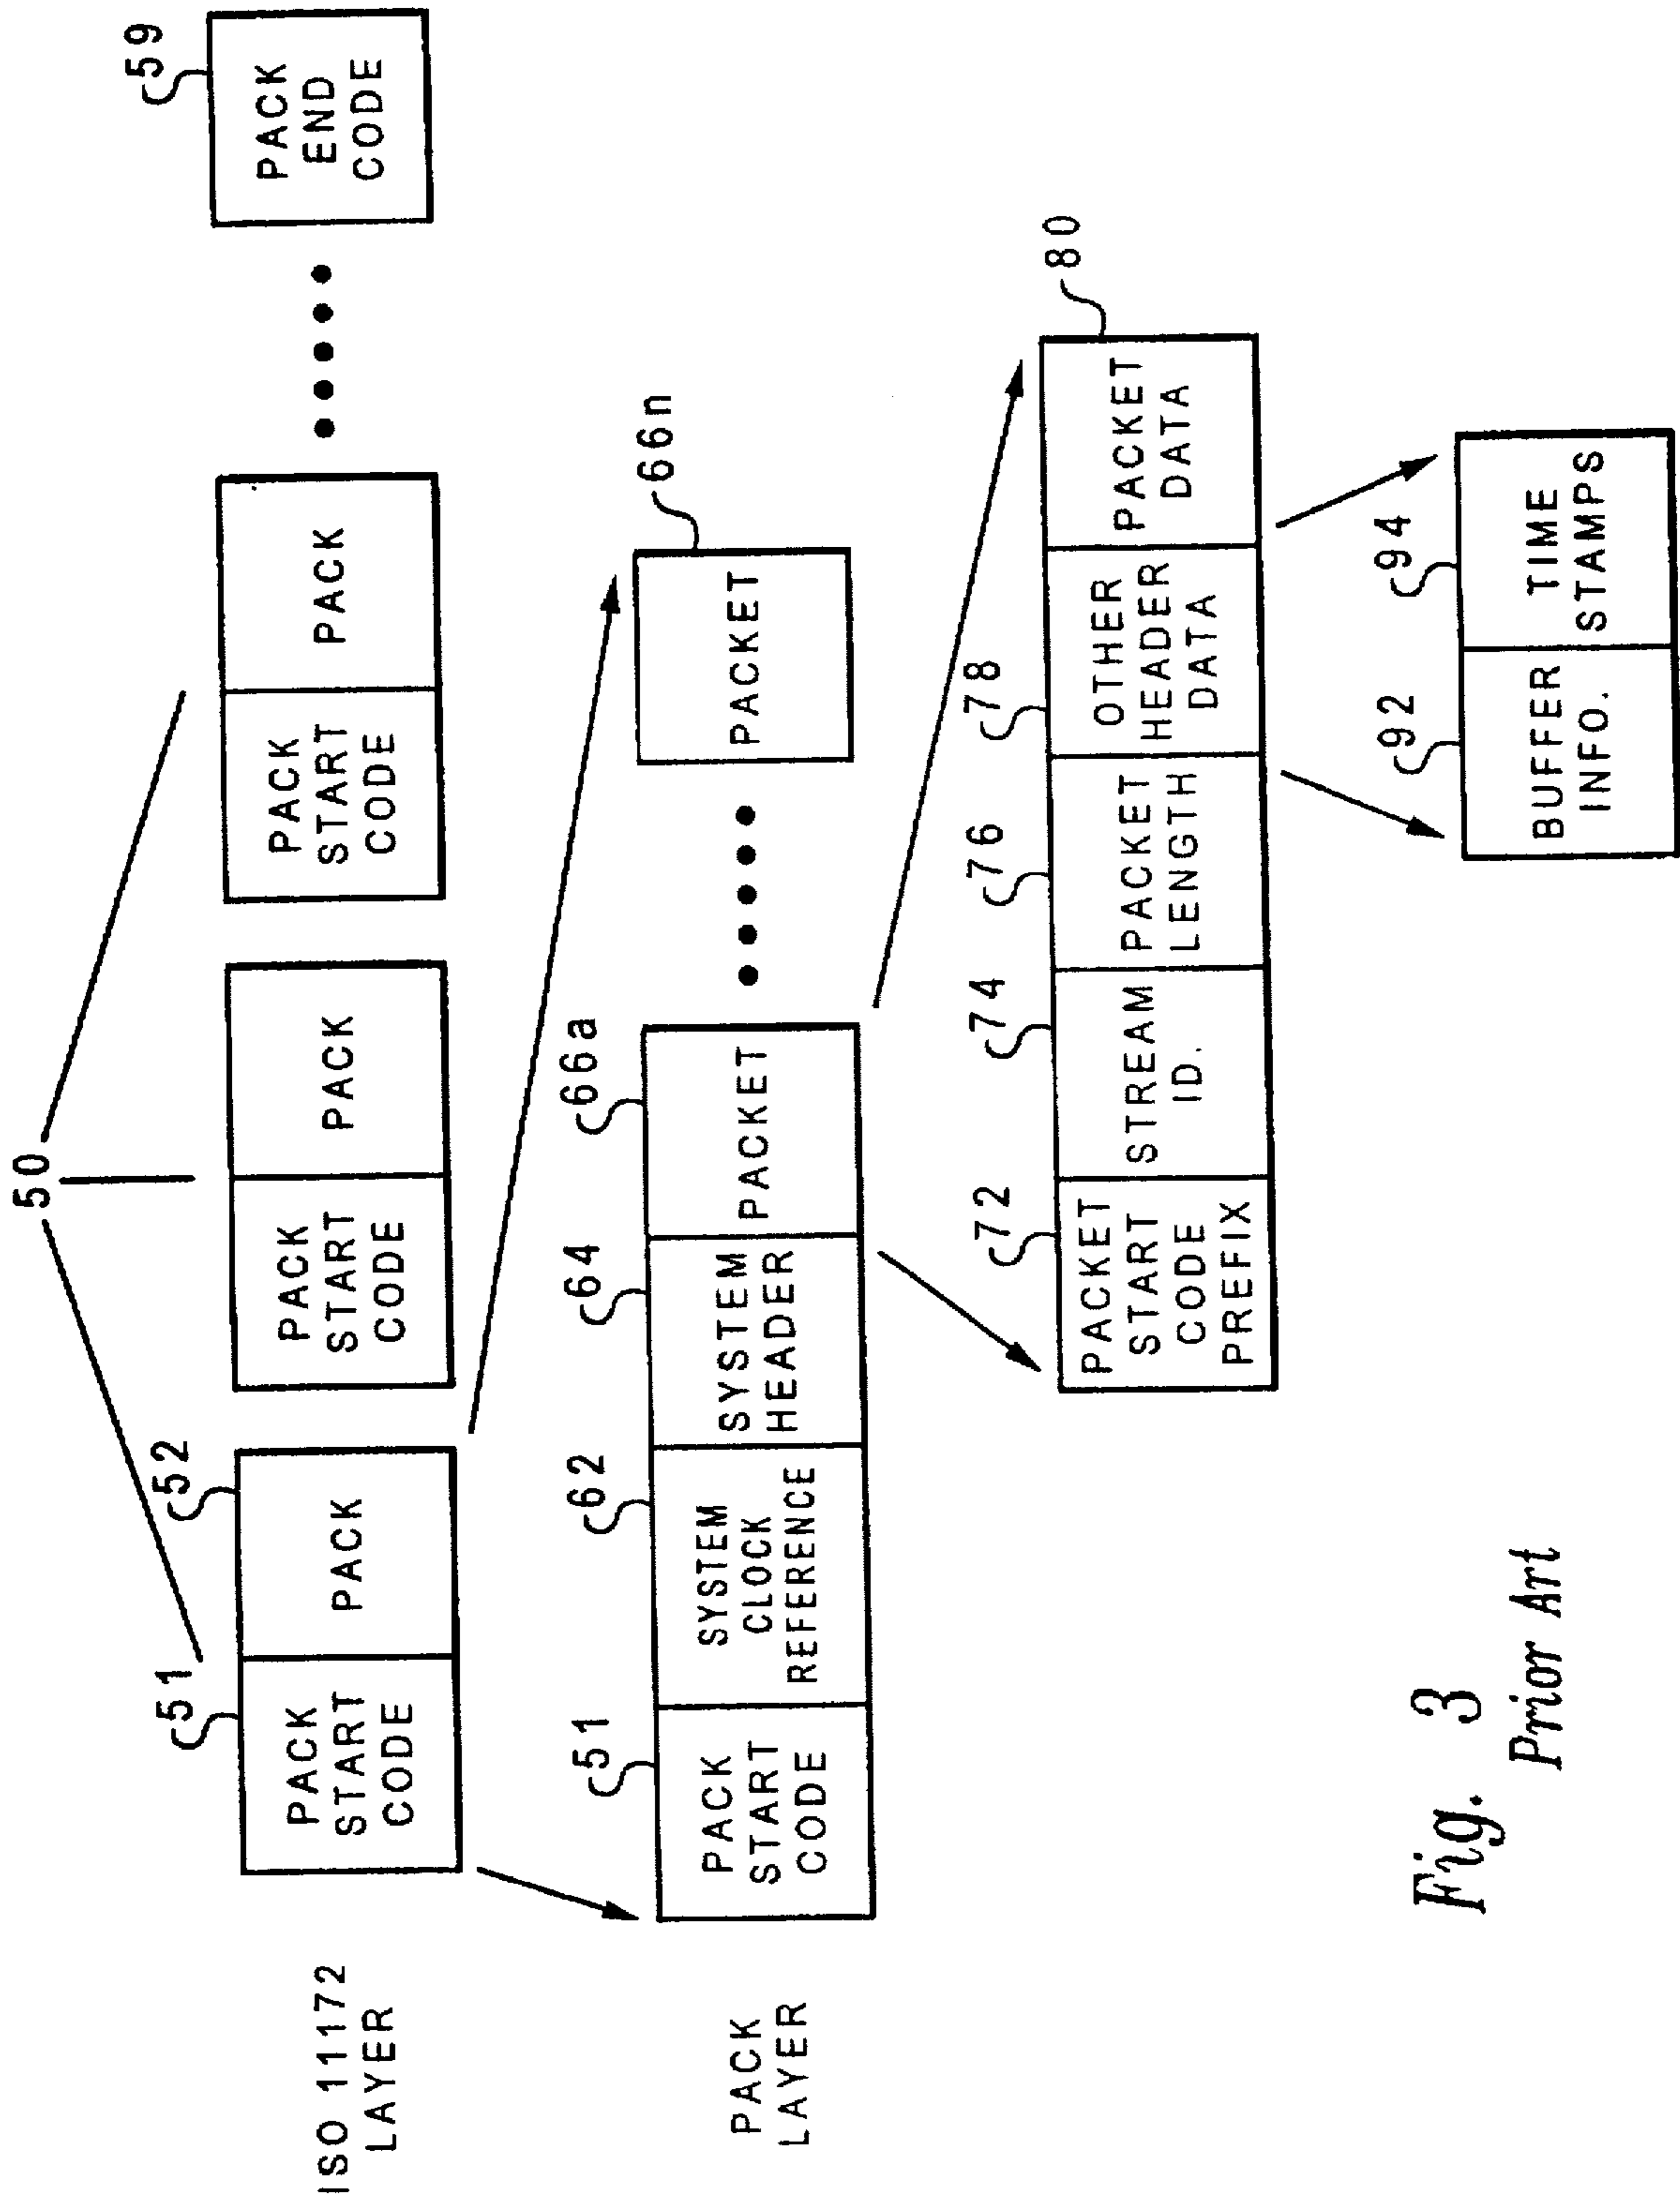 50
ISO 11172
LAYER
51
PACK
START
CODE
52
PACK
PACK
START
CODE
PACK
PACK
START
CODE
PACK
59
PACK
END
CODE
PACK
LAYER
51
PACK
START
CODE
62
SYSTEM
CLOCK
REFERENCE
64
SYSTEM
HEADER
66a
PACKET
66n
PACKET
72
PACKET
START
CODE
PREFIX
74
STREAM
ID.
76
PACKET
LENGTH
78
OTHER
HEADER
DATA
80
PACKET
DATA
92
BUFFER
INFO.
94
TIME
STAMPS
Fig. 3
Prior Art